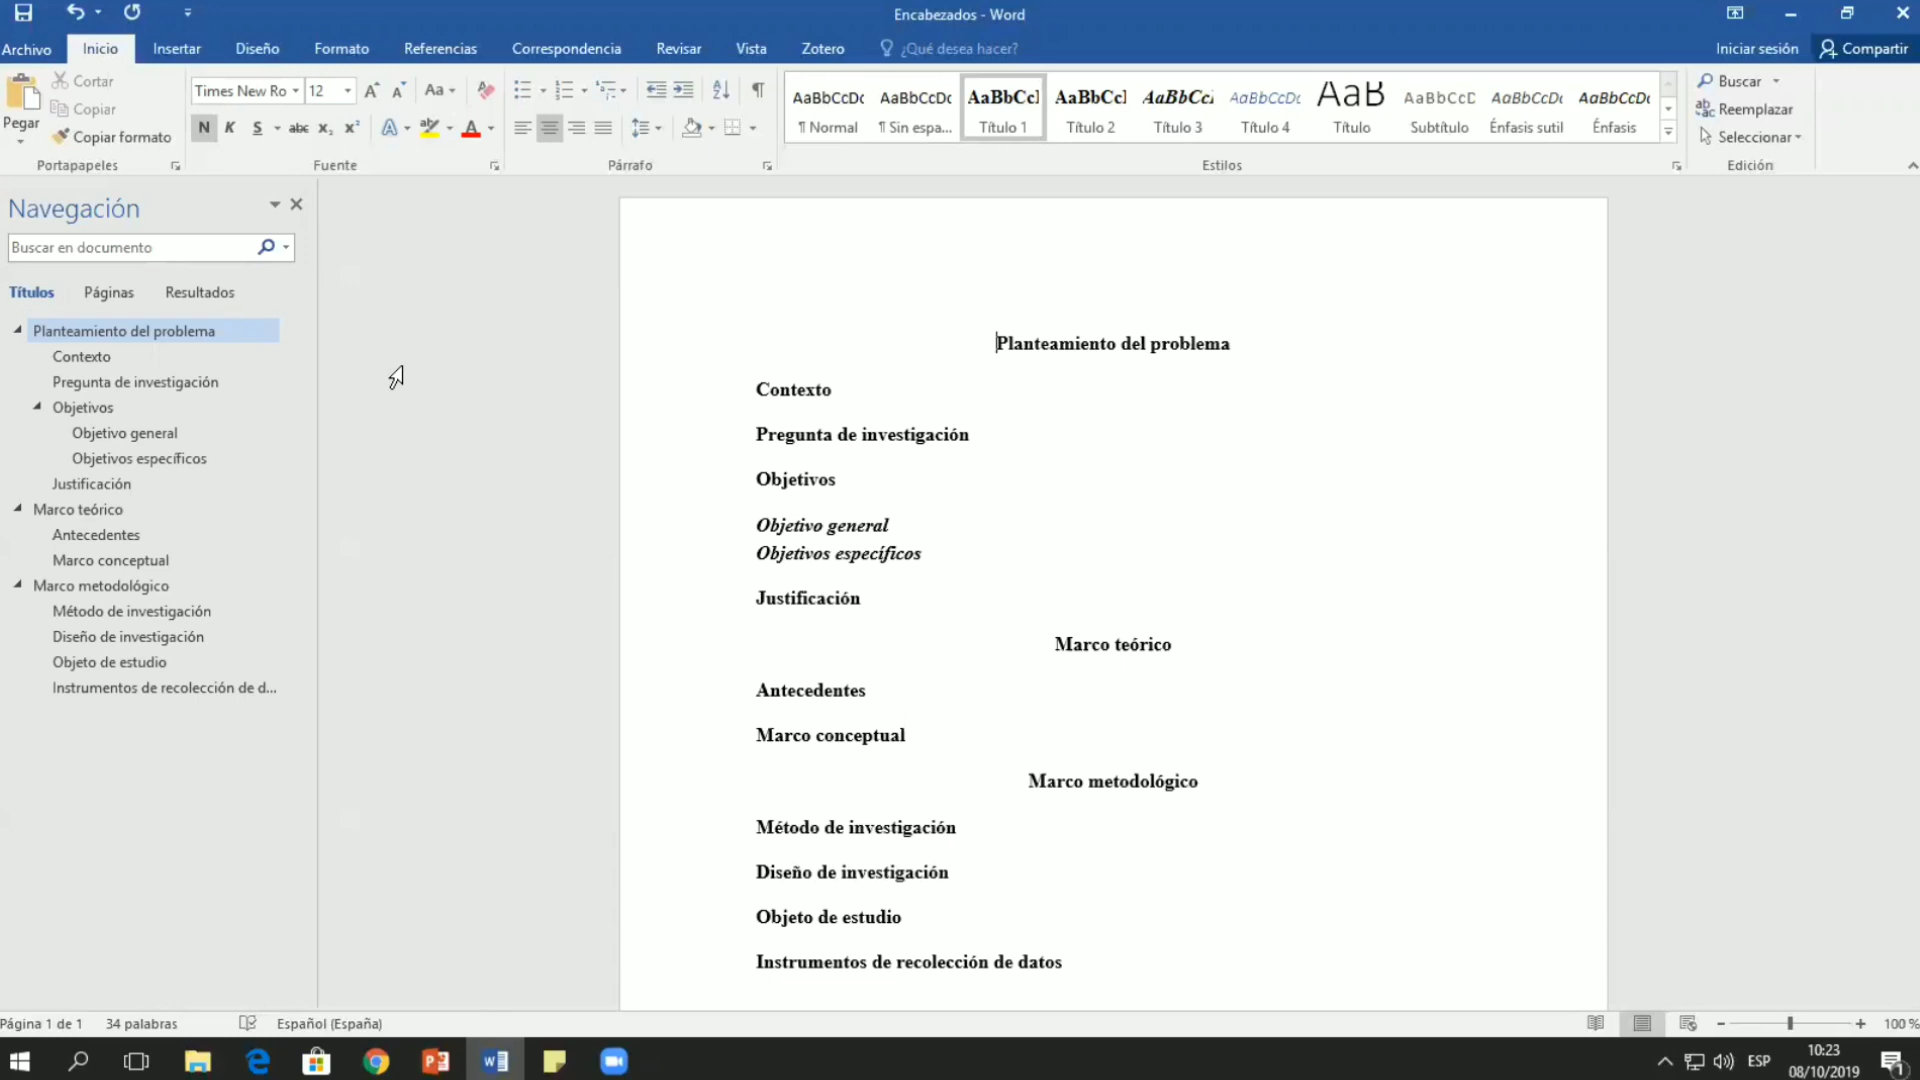 Encabezados - Word
Archivo Inicio Insertar Diseño Formato Referencias Correspondencia Revisar Vista Zotero ¿Qué desea hacer? Iniciar sesión Compartir
Pegar
Cortar
Copiar
Copiar formato
Portapapeles
Times New Ro 12 Aa
N K S abc x₂ x² A aby A
Fuente
Párrafo
AaBbCcDc AaBbCcDc AaBbCcI AaBbCcI AaBbCcI AaBbCcDc AaB AaBbCcD AaBbCcDc AaBbCcDc
¶ Normal ¶ Sin espa... Título 1 Título 2 Título 3 Título 4 Título Subtítulo Énfasis sutil Énfasis
Estilos
Buscar
Reemplazar
Seleccionar
Edición
Navegación
Buscar en documento
Títulos Páginas Resultados
Planteamiento del problema
Contexto
Pregunta de investigación
Objetivos
Objetivo general
Objetivos específicos
Justificación
Marco teórico
Antecedentes
Marco conceptual
Marco metodológico
Método de investigación
Diseño de investigación
Objeto de estudio
Instrumentos de recolección de d...
Planteamiento del problema
Contexto
Pregunta de investigación
Objetivos
Objetivo general
Objetivos específicos
Justificación
Marco teórico
Antecedentes
Marco conceptual
Marco metodológico
Método de investigación
Diseño de investigación
Objeto de estudio
Instrumentos de recolección de datos
Página 1 de 1 34 palabras Español (España) 100 %
ESP
10:23
08/10/2019
1